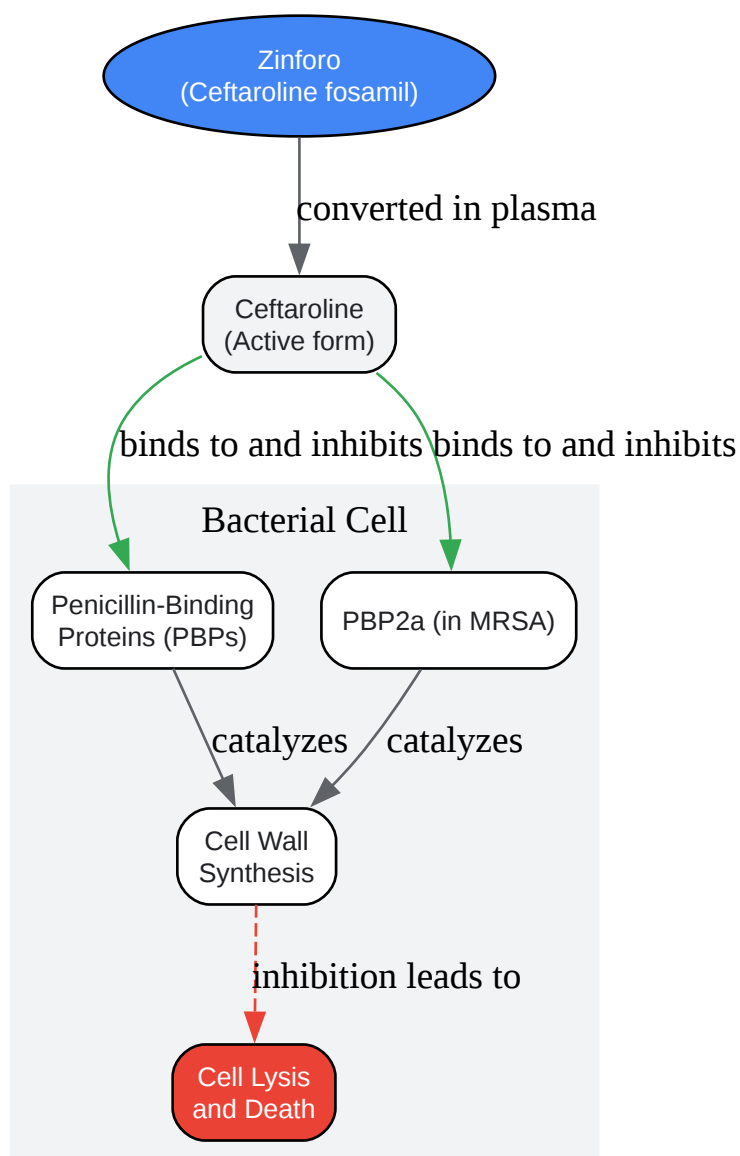 Zinforo
(Ceftaroline fosamil)
converted in plasma
Ceftaroline
(Active form)
binds to and inhibits
binds to and inhibits
Bacterial Cell
Penicillin-Binding
Proteins (PBPs)
PBP2a (in MRSA)
catalyzes
catalyzes
Cell Wall
Synthesis
inhibition leads to
Cell Lysis
and Death